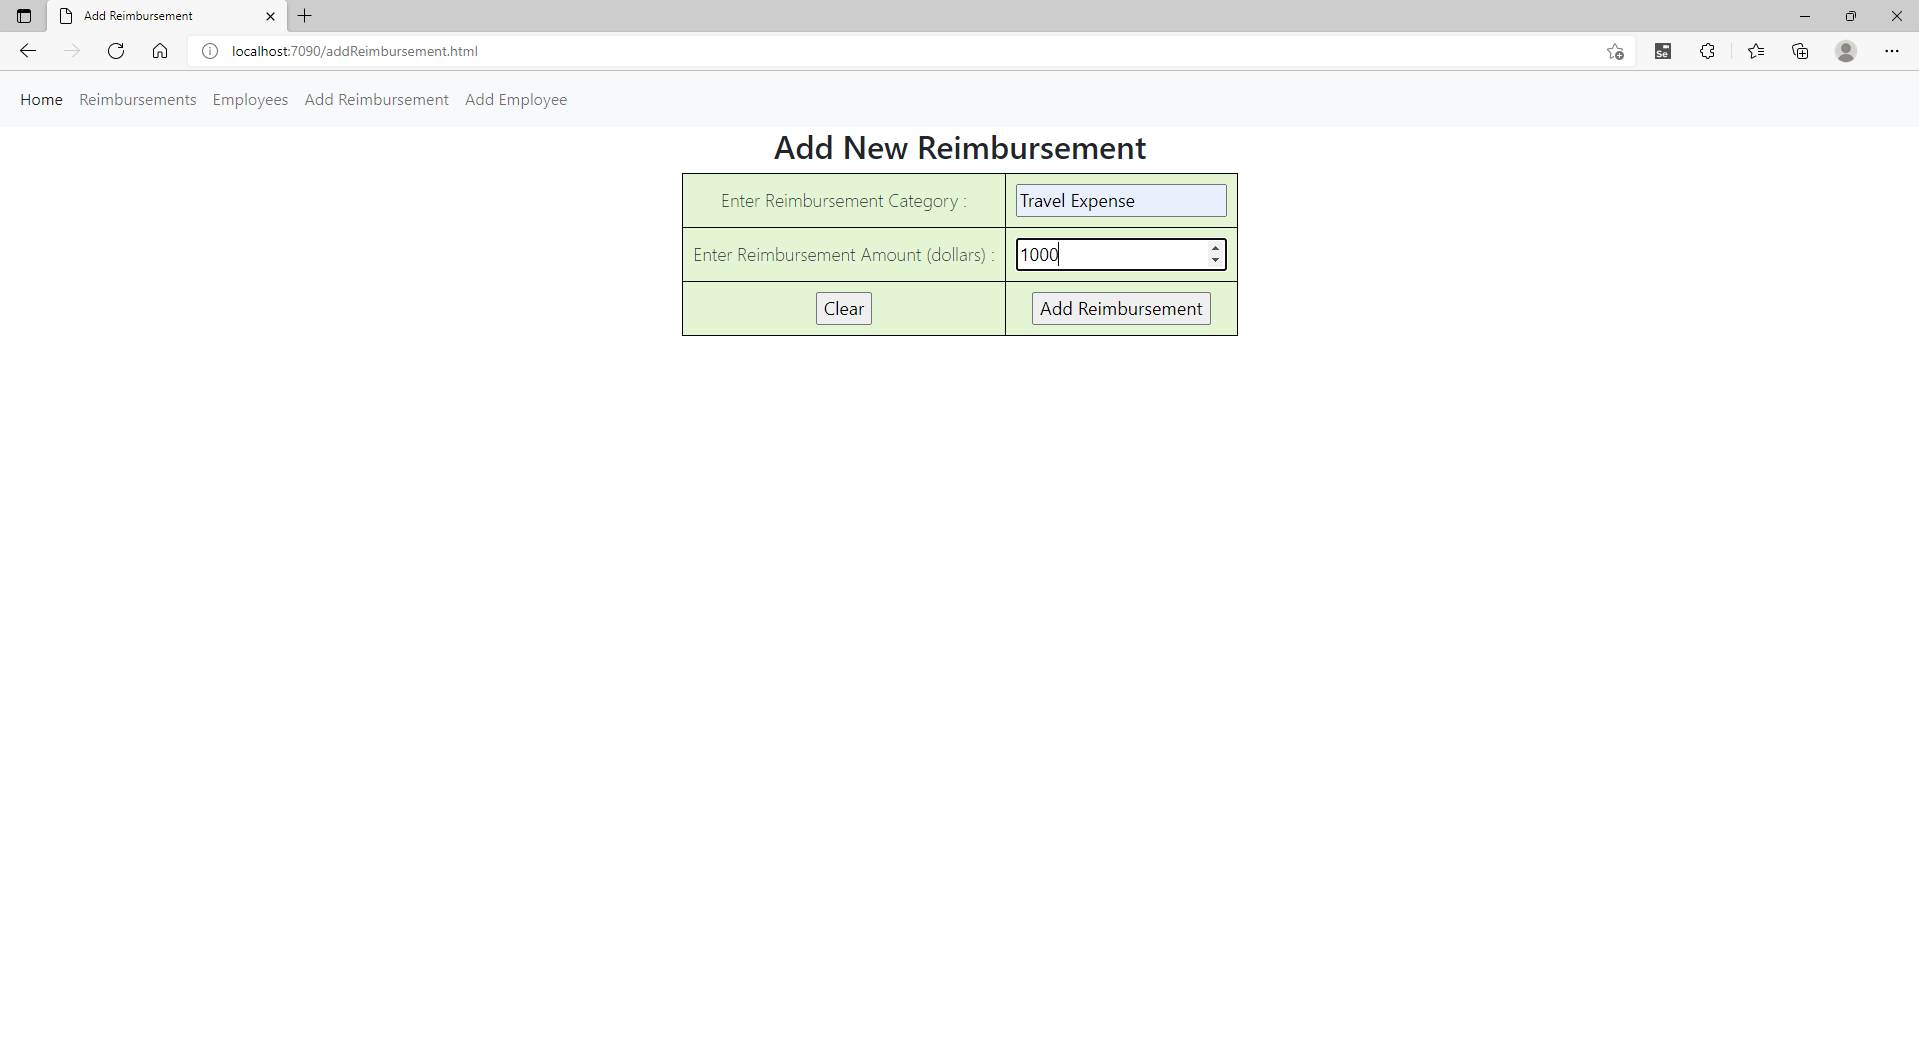 Add Reimbursement
localhost:7090/addReimbursement.html
Se
Home Reimbursements Employees Add Reimbursement Add Employee
Add New Reimbursement
Enter Reimbursement Category : Travel Expense
Enter Reimbursement Amount (dollars) : 1000
Clear Add Reimbursement